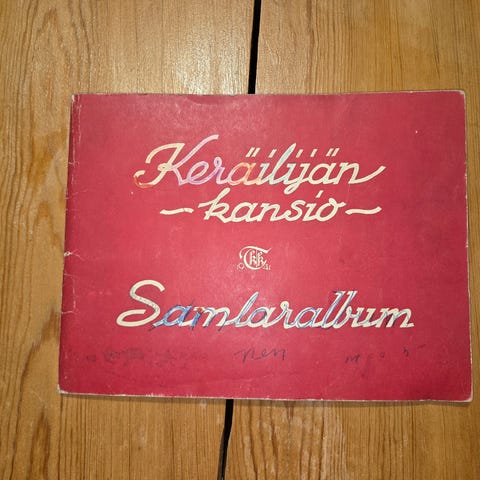 Keräilijän
-kansio-
Samlaralbum